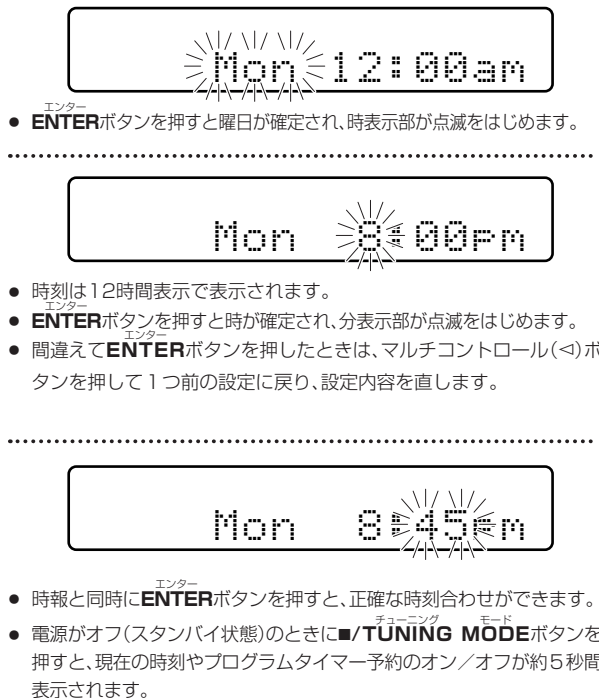 Mon 12:00am
エンター
● ENTERボタンを押すと曜日が確定され、時表示部が点滅をはじめます。
Mon 8:00pm
● 時刻は12時間表示で表示されます。
エンター
● ENTERボタンを押すと時が確定され、分表示部が点滅をはじめます。
エンター
● 間違えてENTERボタンを押したときは、マルチコントロール(◁)ボ
タンを押して1つ前の設定に戻り、設定内容を直します。
Mon 8:45pm
エンター
● 時報と同時にENTERボタンを押すと、正確な時刻合わせができます。
チューニング モード
● 電源がオフ(スタンバイ状態)のときに■/TUNING MODEボタンを
押すと、現在の時刻やプログラムタイマー予約のオン／オフが約5秒間
表示されます。